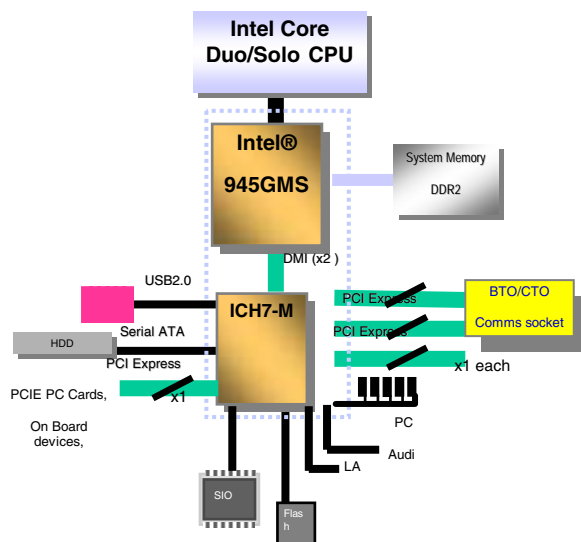 Intel Core
Duo/Solo CPU
Intel®
945GMS
System Memory
DDR2
DMI (x2 )
USB2.0
ICH7-M
PCI Express
BTO/CTO
Serial ATA
PCI Express
Comms socket
HDD
PCI Express
x1 each
PCIE PC Cards,
x1
On Board
devices,
PC
Audi
LA
SIO
Flas
h